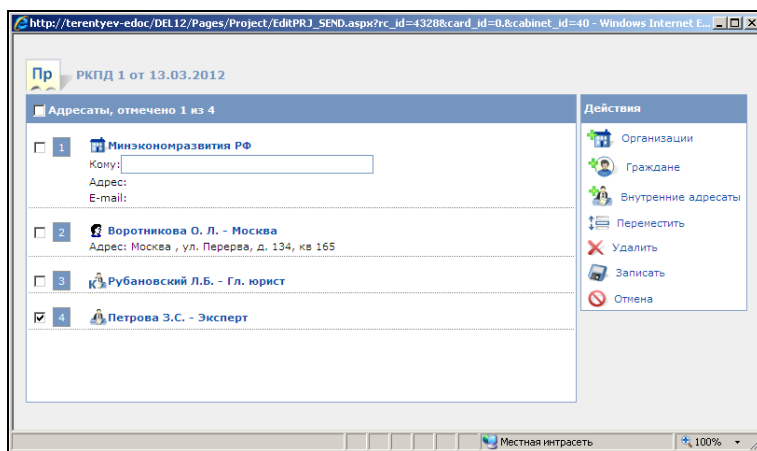 http://terentyev-edoc/DEL12/Pages/Project/EditPRJ_SEND.aspx?rc_id=4328&card_id=0.&cabinet_id=40 - Windows Internet E...
Пр
РКПД 1 от 13.03.2012
Адресаты, отмечено 1 из 4
1
Минэкономразвития РФ
Кому:
Адрес:
E-mail:
2
Воротникова О. Л. - Москва
Адрес: Москва , ул. Перерва, д. 134, кв 165
3
К
Рубановский Л.Б. - Гл. юрист
4
Петрова З.С. - Эксперт
Действия
Организации
Граждане
Внутренние адресаты
Переместить
Удалить
Записать
Отмена
Местная интрасеть
100%